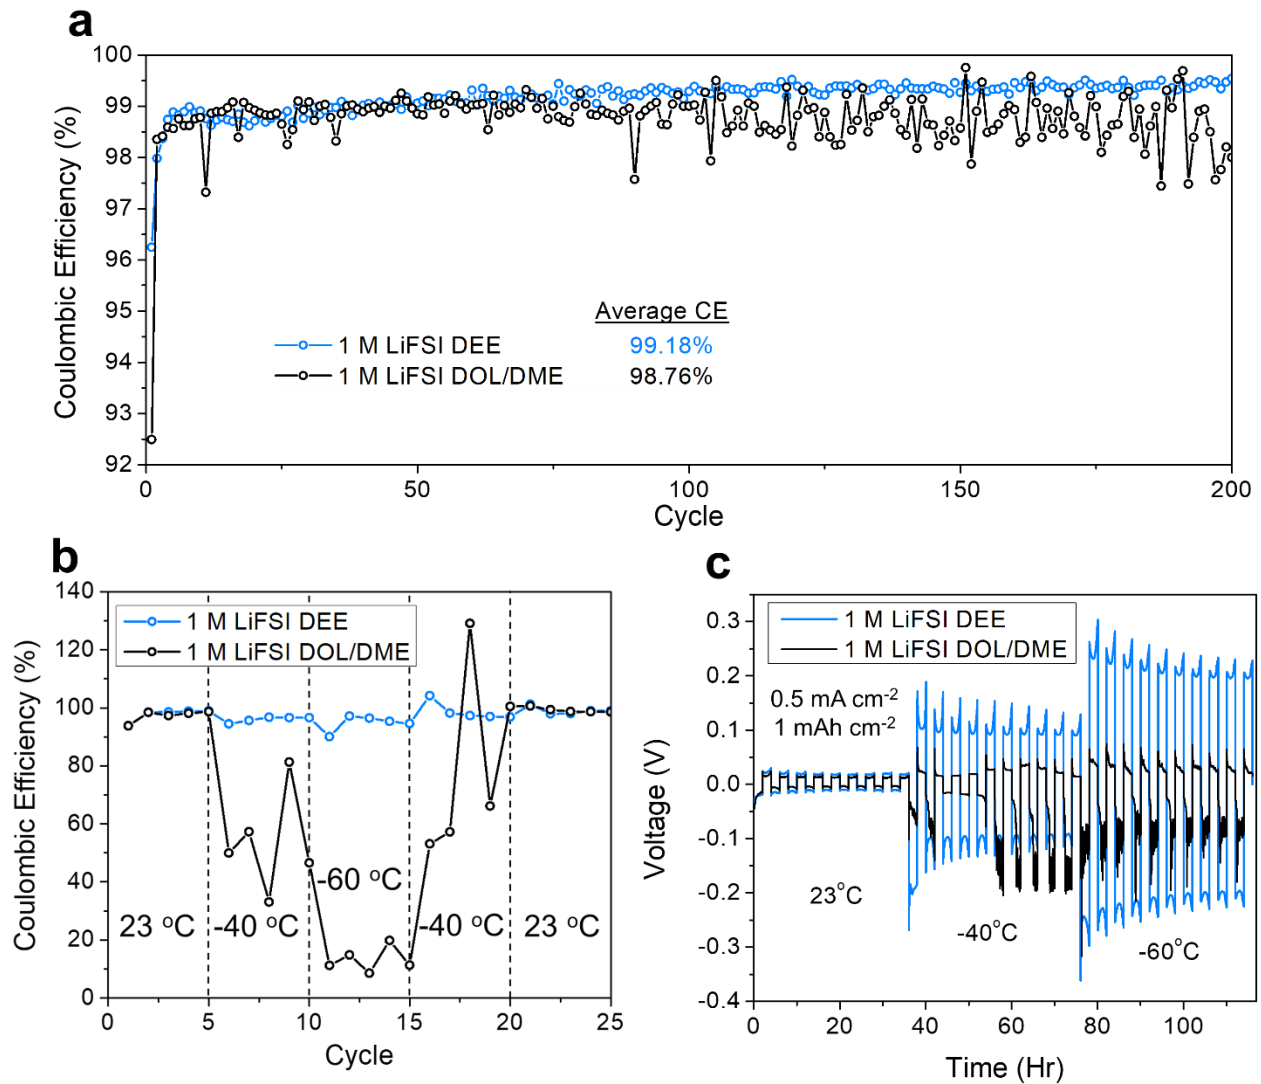 a
100
99
98
97
96
95
94
93
92
Coulombic Efficiency (%)
Average CE
1 M LiFSI DEE 99.18%
1 M LiFSI DOL/DME 98.76%
0 50 100 150 200
Cycle
b
140
120
100
80
60
40
20
0
Coulombic Efficiency (%)
1 M LiFSI DEE
1 M LiFSI DOL/DME
-60 °C
23 °C -40 °C -40 °C 23 °C
0 5 10 15 20 25
Cycle
c
0.3
0.2
0.1
0.0
-0.1
-0.2
-0.3
-0.4
Voltage (V)
1 M LiFSI DEE
1 M LiFSI DOL/DME
0.5 mA cm⁻²
1 mAh cm⁻²
23°C
-40°C
-60°C
0 20 40 60 80 100
Time (Hr)